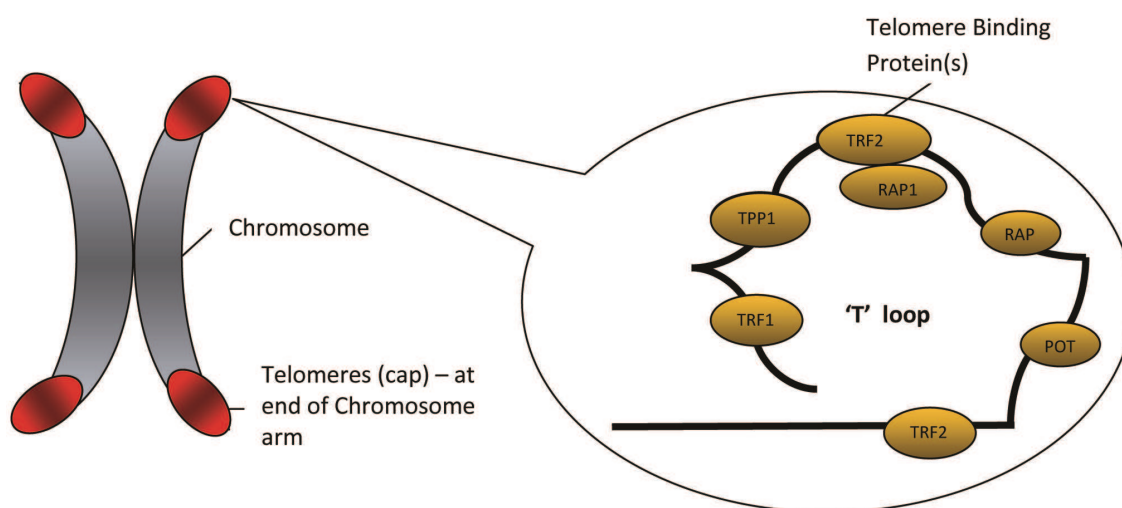 Telomere Binding
Protein(s)
TRF2
RAP1
TPP1
RAP
Chromosome
TRF1
‘T’ loop
POT
Telomeres (cap) – at
end of Chromosome
arm
TRF2